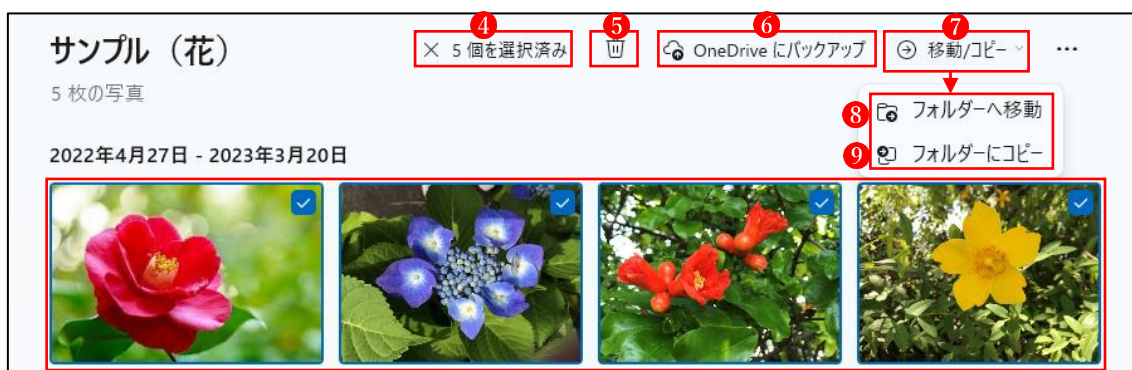 4 5 6 7
サンプル（花） × 5 個を選択済み OneDrive にバックアップ 移動/コピー ...
5 枚の写真
8 フォルダーへ移動
9 フォルダーにコピー
2022年4月27日 - 2023年3月20日